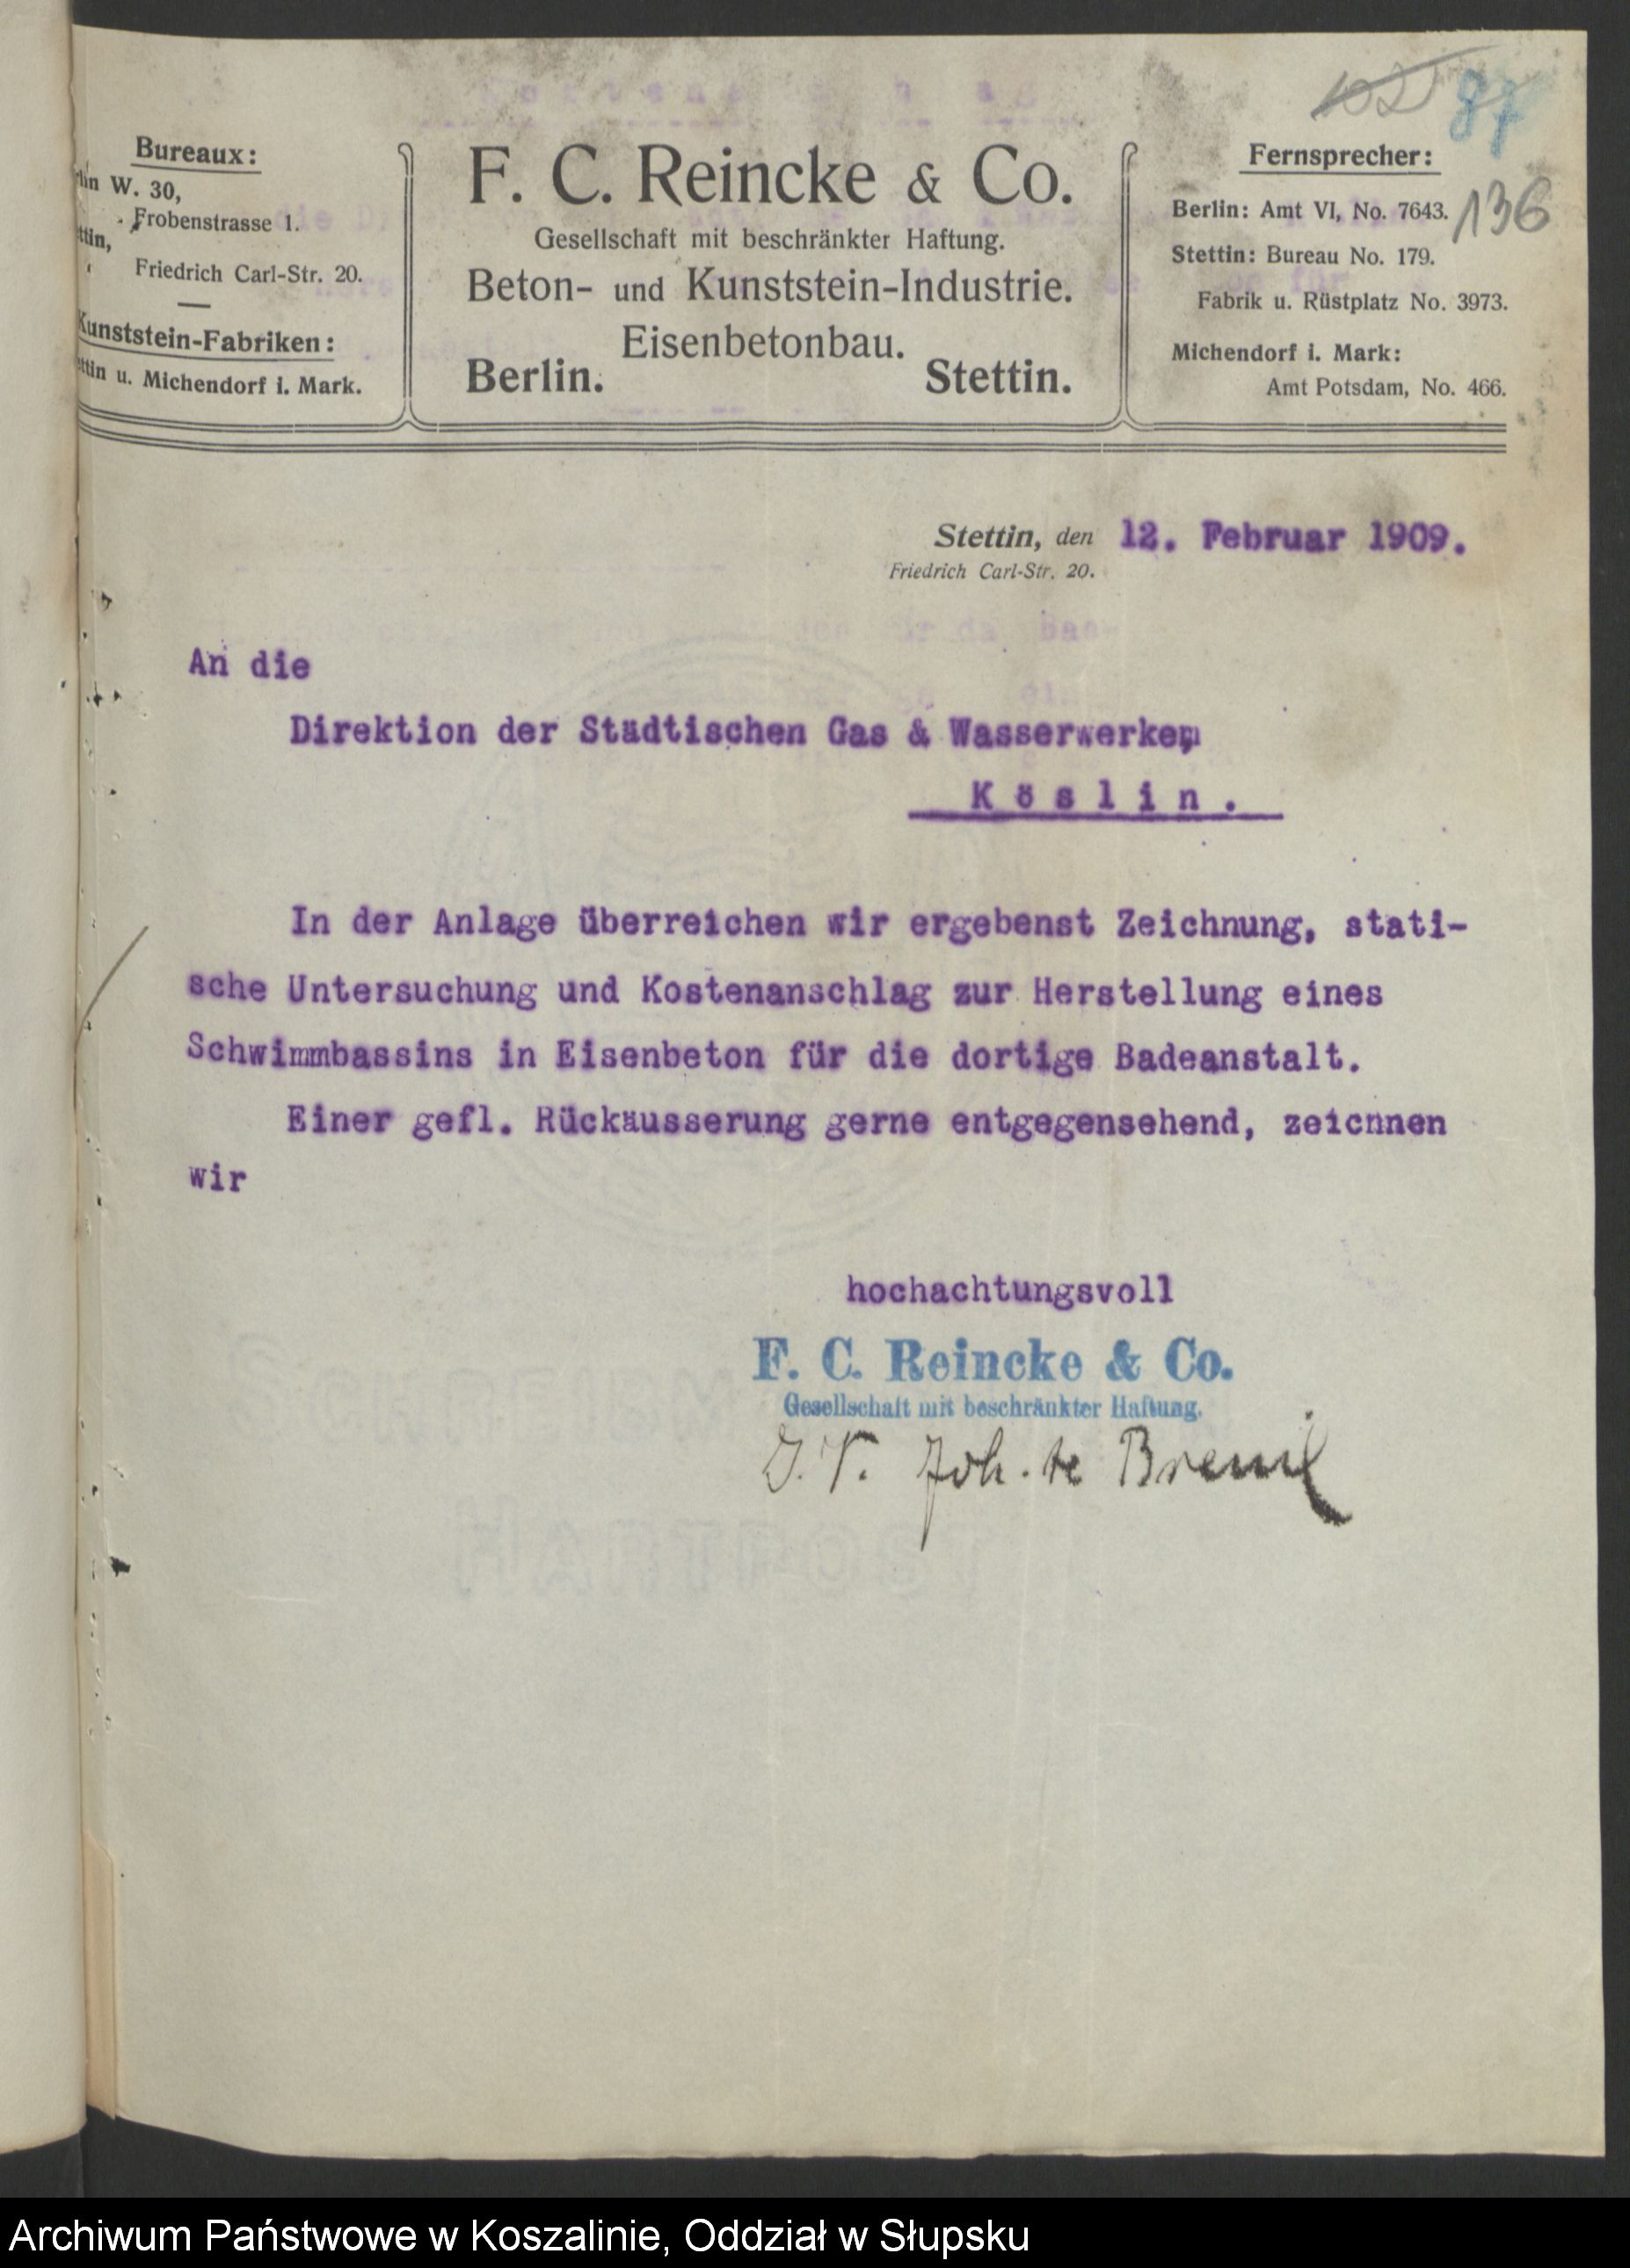 102 87
136
Bureaux:
W. 30,
Frobenstrasse 1.
Friedrich Carl-Str. 20.
Kunststein-Fabriken:
u. Michendorf i. Mark.
F. C. Reincke & Co.
Gesellschaft mit beschränkter Haftung.
Beton- und Kunststein-Industrie.
Eisenbetonbau.
Berlin. Stettin.
Fernsprecher:
Berlin: Amt VI, No. 7643.
Stettin: Bureau No. 179.
Fabrik u. Rüstplatz No. 3973.
Michendorf i. Mark:
Amt Potsdam, No. 466.
Stettin, den 12. Februar 1909.
Friedrich Carl-Str. 20.
An die
Direktion der Städtischen Gas & Wasserwerke,
Köslin.
In der Anlage überreichen wir ergebenst Zeichnung, stati-
sche Untersuchung und Kostenanschlag zur Herstellung eines
Schwimmbassins in Eisenbeton für die dortige Badeanstalt.
Einer gefl. Rückäusserung gerne entgegensehend, zeichnen
wir
hochachtungsvoll
F. C. Reincke & Co.
Gesellschaft mit beschränkter Haftung.
J. V. Joh. te
Archiwum Państwowe w Koszalinie, Oddział w Słupsku